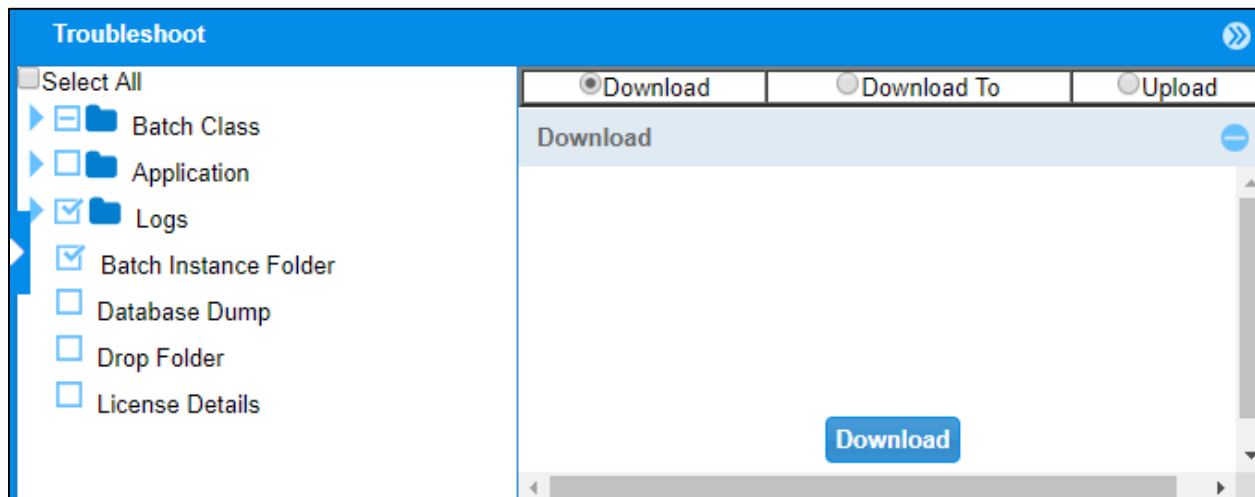 Troubleshoot
Select All
Batch Class
Application
Logs
Batch Instance Folder
Database Dump
Drop Folder
License Details
Download Download To Upload
Download
Download